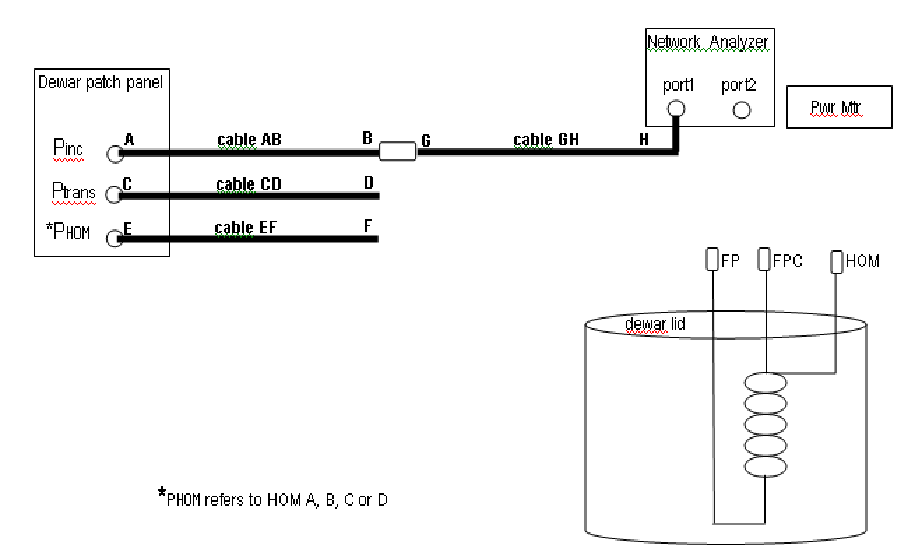 Network Analyzer
port1 port2
Pwr Mtr
Dewar patch panel
Pinc A cable AB B G cable GH H
Ptrans C cable CD D
*PHOM E cable EF F
FP FPC HOM
dewar lid
*PHOM refers to HOM A, B, C or D